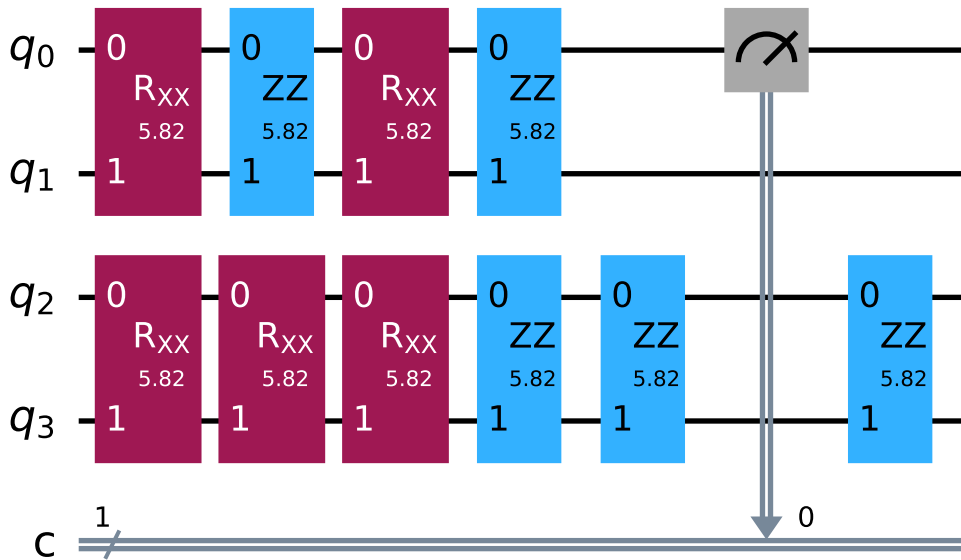 q0 0 0 0 0
RXX ZZ RXX ZZ
5.82 5.82 5.82 5.82
q1 1 1 1 1
q2 0 0 0 0 0 0
RXX RXX RXX ZZ ZZ ZZ
5.82 5.82 5.82 5.82 5.82 5.82
q3 1 1 1 1 1 1
1 0
c